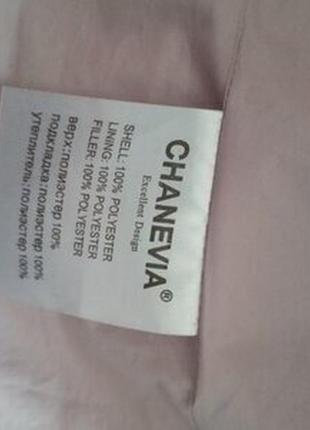 CHANEVIA®
Excellent Design
SHELL: 100% POLYESTER
LINING: 100% POLYESTER
FILLER: 100% POLYESTER
верх:полиэстер 100%
подкладка:полиэстер 100%
утеплитель:полиэстер 100%